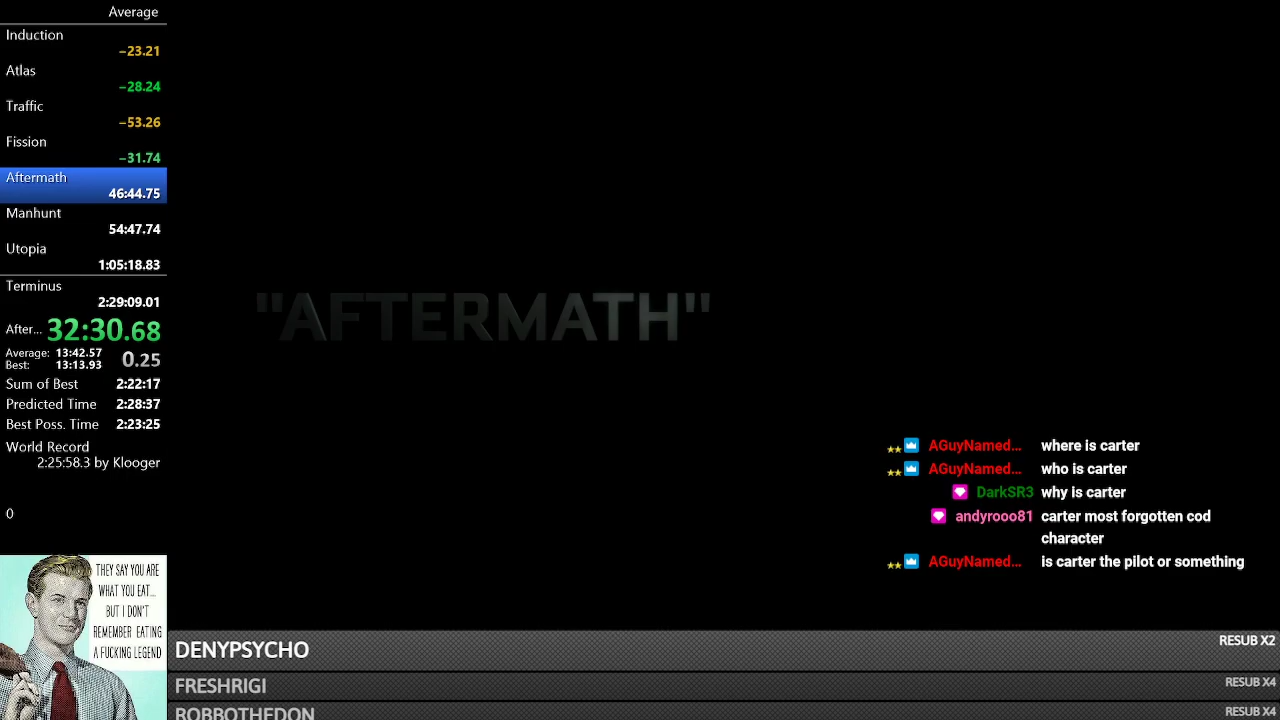 Average
Induction
−23.21
Atlas
−28.24
Traffic
−53.26
Fission
−31.74
Aftermath
46:44.75
Manhunt
54:47.74
Utopia
1:05:18.83
Terminus
2:29:09.01
After... 32:30.68
Average: 13:42.57
Best: 13:13.93
0.25
Sum of Best 2:22:17
Predicted Time 2:28:37
Best Poss. Time 2:23:25
World Record
2:25:58.3 by Klooger
0
THEY SAY YOU ARE
WHAT YOU EAT...
BUT I DON'T
REMEMBER EATING
A FUCKING LEGEND
"AFTERMATH"
AGuyNamed... where is carter
AGuyNamed... who is carter
DarkSR3 why is carter
andyrooo81 carter most forgotten cod
character
AGuyNamed... is carter the pilot or something
DENYPSYCHO RESUB X2
FRESHRIGI RESUB X4
ROBBOTHEDON RESUB X4